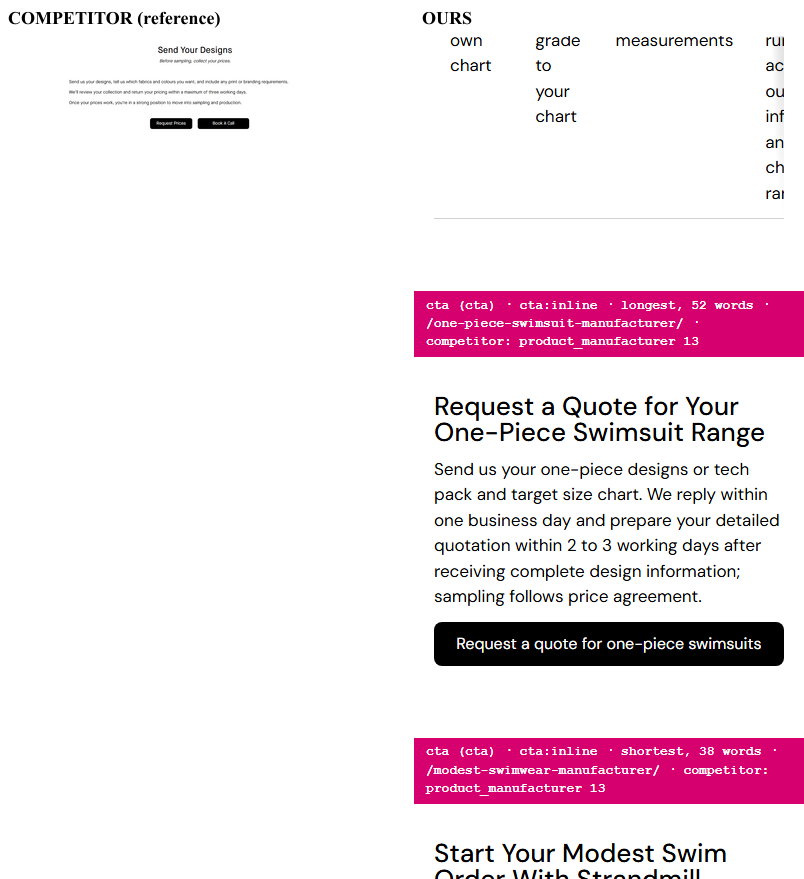 COMPETITOR (reference)
Send Your Designs
Before sampling, collect your prices.
Send us your designs, tell us which fabrics and colours you want, and include any print or branding requirements.
We'll review your collection and return your pricing within a maximum of three working days.
Once your prices work, you're in a strong position to move into sampling and production.
Request Prices
Book A Call
OURS
own grade measurements
chart to
your
chart
cta (cta) · cta:inline · longest, 52 words ·
/one-piece-swimsuit-manufacturer/ ·
competitor: product_manufacturer 13
Request a Quote for Your
One-Piece Swimsuit Range
Send us your one-piece designs or tech
pack and target size chart. We reply within
one business day and prepare your detailed
quotation within 2 to 3 working days after
receiving complete design information;
sampling follows price agreement.
Request a quote for one-piece swimsuits
cta (cta) · cta:inline · shortest, 38 words ·
/modest-swimwear-manufacturer/ · competitor:
product_manufacturer 13
Start Your Modest Swim
Order With Strandmill